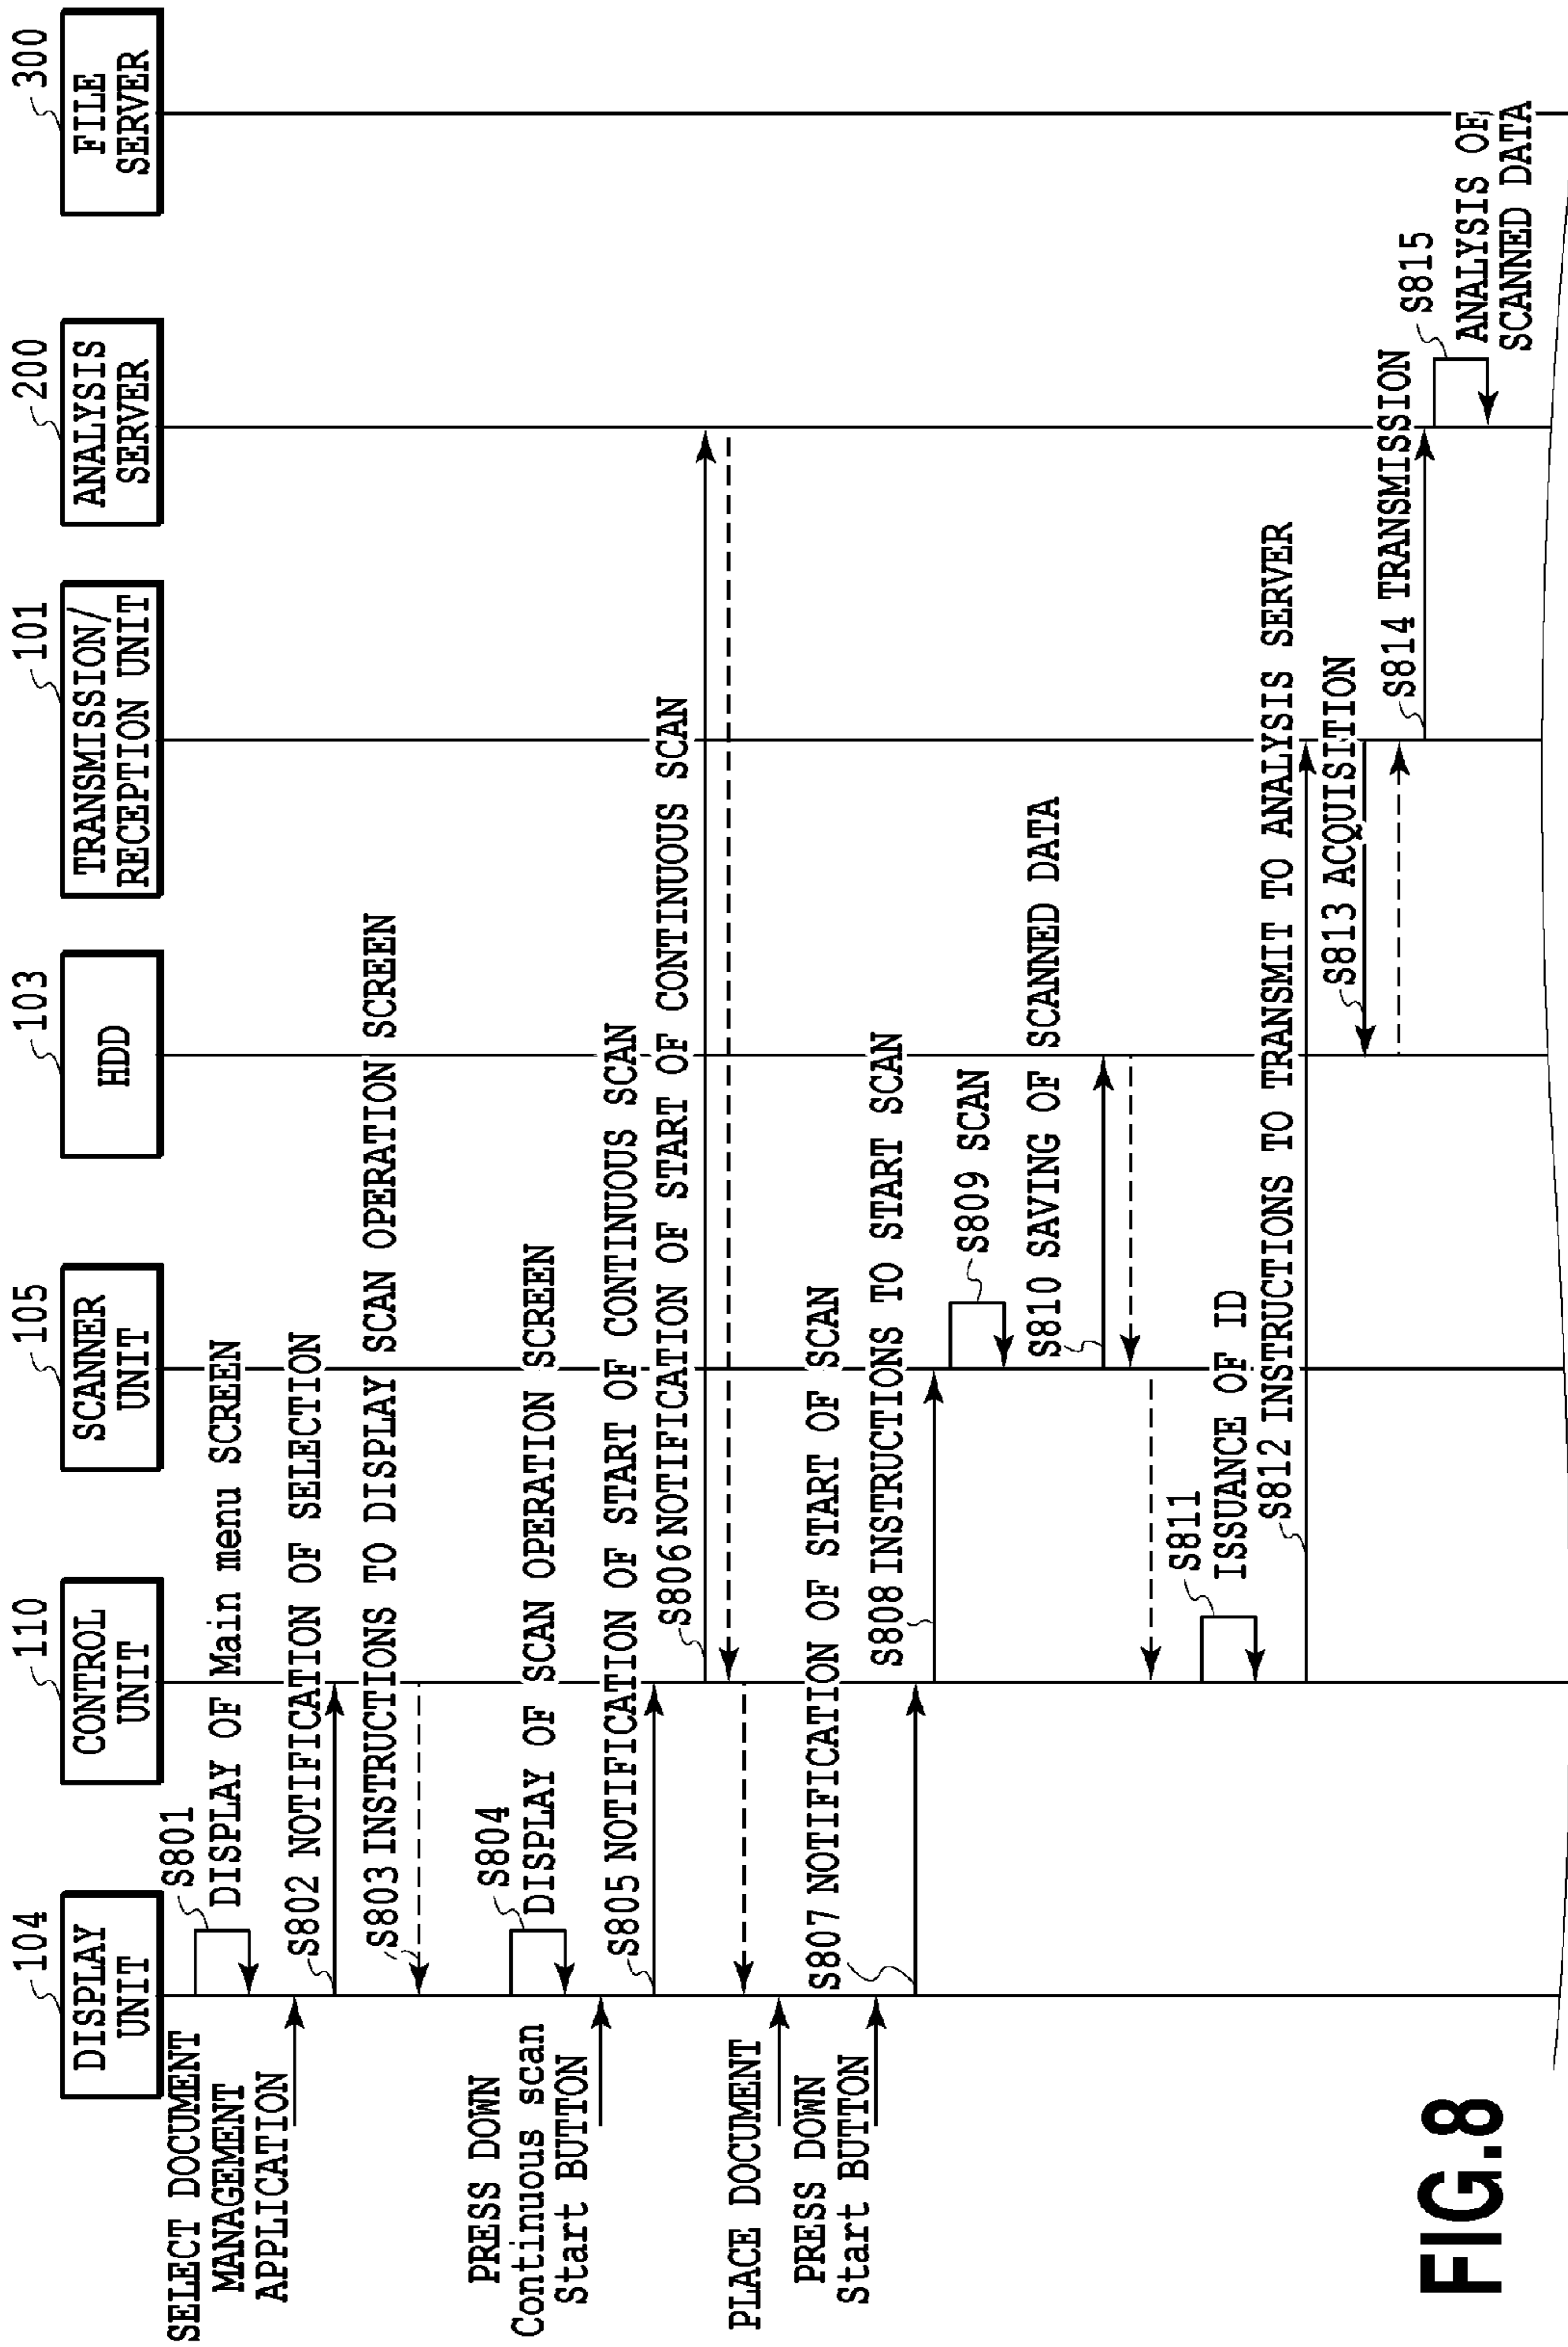 104
DISPLAY
UNIT
110
CONTROL
UNIT
105
SCANNER
UNIT
103
HDD
101
TRANSMISSION/
RECEPTION UNIT
200
ANALYSIS
SERVER
300
FILE
SERVER
S801
DISPLAY OF Main menu SCREEN
SELECT DOCUMENT
MANAGEMENT
APPLICATION
S802 NOTIFICATION OF SELECTION
S803 INSTRUCTIONS TO DISPLAY SCAN OPERATION SCREEN
S804
DISPLAY OF SCAN OPERATION SCREEN
PRESS DOWN
Continuous scan
Start BUTTON
S805 NOTIFICATION OF START OF CONTINUOUS SCAN
S806 NOTIFICATION OF START OF CONTINUOUS SCAN
PLACE DOCUMENT
PRESS DOWN
Start BUTTON
S807 NOTIFICATION OF START OF SCAN
S808 INSTRUCTIONS TO START SCAN
S809 SCAN
S810 SAVING OF SCANNED DATA
S811
ISSUANCE OF ID
S812 INSTRUCTIONS TO TRANSMIT TO ANALYSIS SERVER
S813 ACQUISITION
S814 TRANSMISSION
S815
ANALYSIS OF
SCANNED DATA
FIG.8